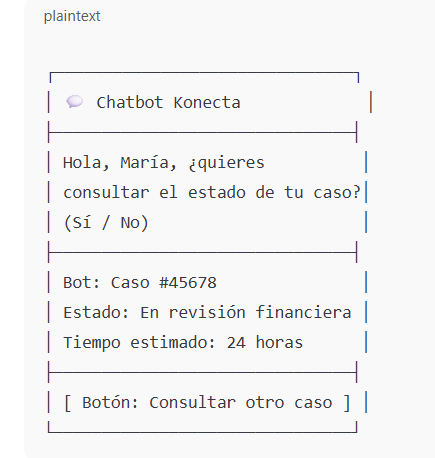 plaintext
💬 Chatbot Konecta
Hola, María, ¿quieres
consultar el estado de tu caso?
(Sí / No)
Bot: Caso #45678
Estado: En revisión financiera
Tiempo estimado: 24 horas
[ Botón: Consultar otro caso ]